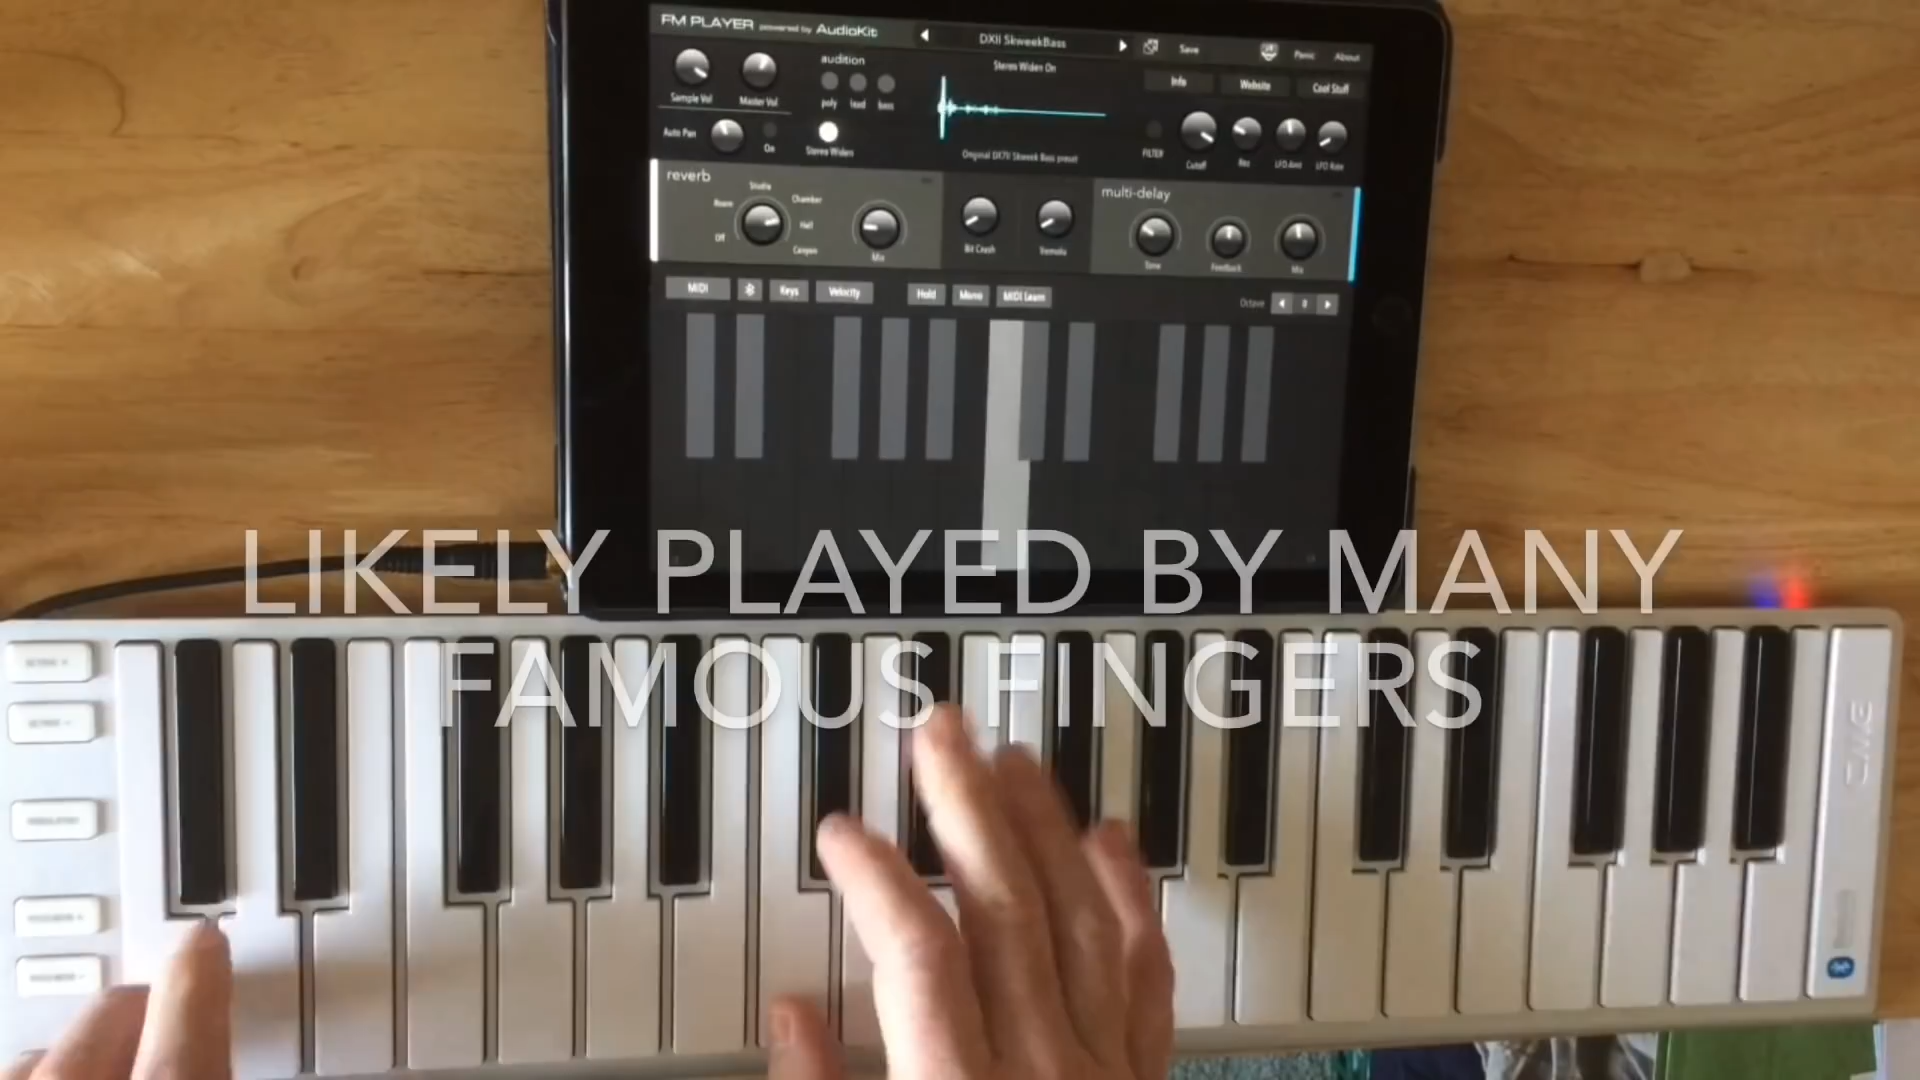 FM PLAYER powered by AudioKit
DXII SkweekBass
Save
Panic
About
Stereo Widen On
Info
Website
Cool Stuff
audition
poly
lead
bass
Sample Vol
Master Vol
Auto Pan
On
Stereo Widen
Original DX7II Skweek Bass preset
FILTER
Cutoff
Rez
LFO Amt
LFO Rate
reverb
Studio
Room
Chamber
Off
Hall
Canyon
Mix
Bit Crush
Tremolo
multi-delay
Time
Feedback
Mix
MIDI
Keys
Velocity
Hold
Mono
MIDI Learn
Octave
0
LIKELY PLAYED BY MANY
FAMOUS FINGERS
CME